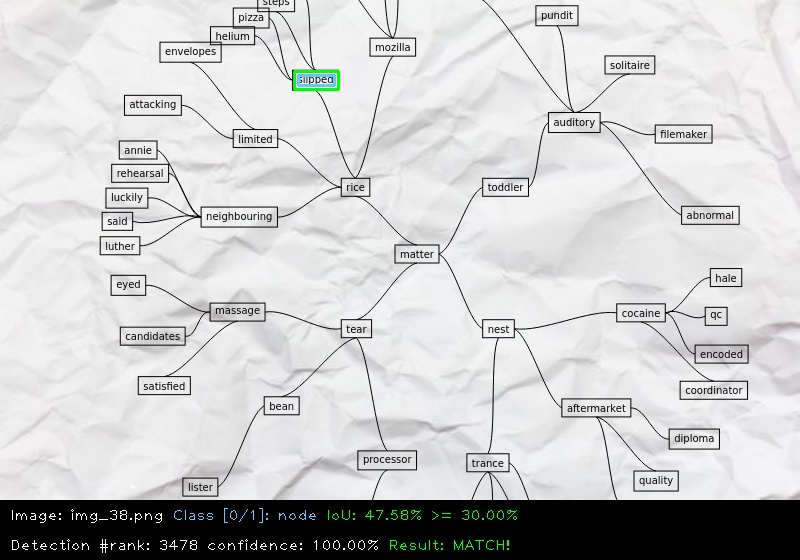 steps
pizza
pundit
helium
mozilla
envelopes
solitaire
slipped
attacking
auditory
filemaker
limited
annie
rehearsal
rice
toddler
luckily
said
neighbouring
abnormal
luther
matter
hale
eyed
massage
cocaine
qc
candidates
tear
nest
encoded
satisfied
coordinator
bean
aftermarket
diploma
processor
trance
quality
lister
Image: img_38.png Class [0/1]: node IoU: 47.58% >= 30.00%
Detection #rank: 3478 confidence: 100.00% Result: MATCH!